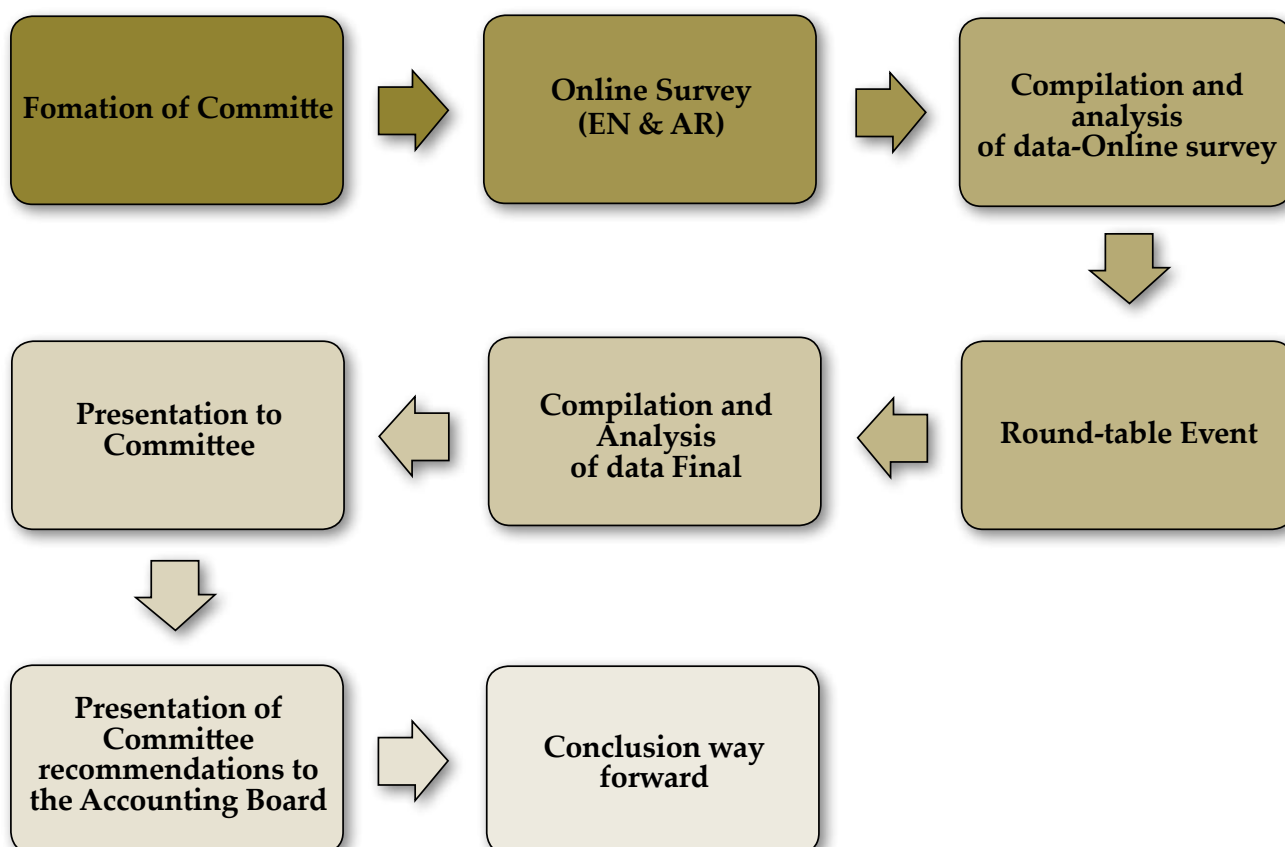 Fomation of Committe
Online Survey
(EN & AR)
Compilation and
analysis
of data-Online survey
Round-table Event
Compilation and
Analysis
of data Final
Presentation to
Committee
Presentation of
Committee
recommendations to
the Accounting Board
Conclusion way
forward